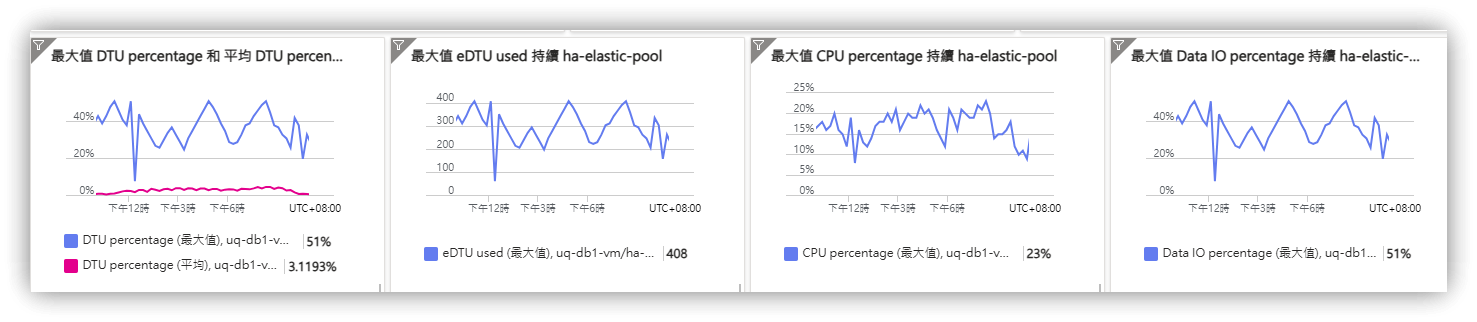 最大值 DTU percentage 和 平均 DTU percen...
40%
20%
0%
下午12時 下午3時 下午6時 UTC+08:00
DTU percentage (最大值), uq-db1-v... 51%
DTU percentage (平均), uq-db1-v... 3.1193%
最大值 eDTU used 持續 ha-elastic-pool
400
300
200
100
0
下午12時 下午3時 下午6時 UTC+08:00
eDTU used (最大值), uq-db1-vm/ha-... 408
最大值 CPU percentage 持續 ha-elastic-pool
25%
20%
15%
10%
5%
0%
下午12時 下午3時 下午6時 UTC+08:00
CPU percentage (最大值), uq-db1-v... 23%
最大值 Data IO percentage 持續 ha-elastic-...
40%
20%
0%
下午12時 下午3時 下午6時 UTC+08:00
Data IO percentage (最大值), uq-db1... 51%